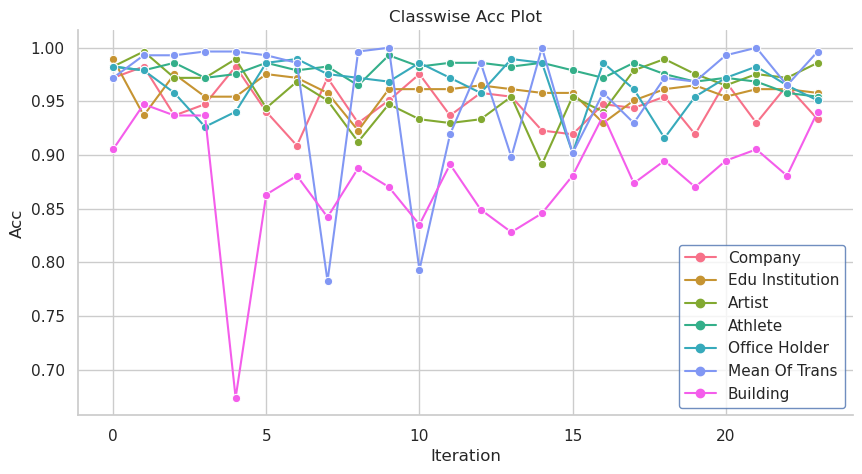 Classwise Acc Plot
1.00
0.95
0.90
0.85
0.80
0.75
0.70
Acc
0
5
10
15
20
Iteration
Company
Edu Institution
Artist
Athlete
Office Holder
Mean Of Trans
Building